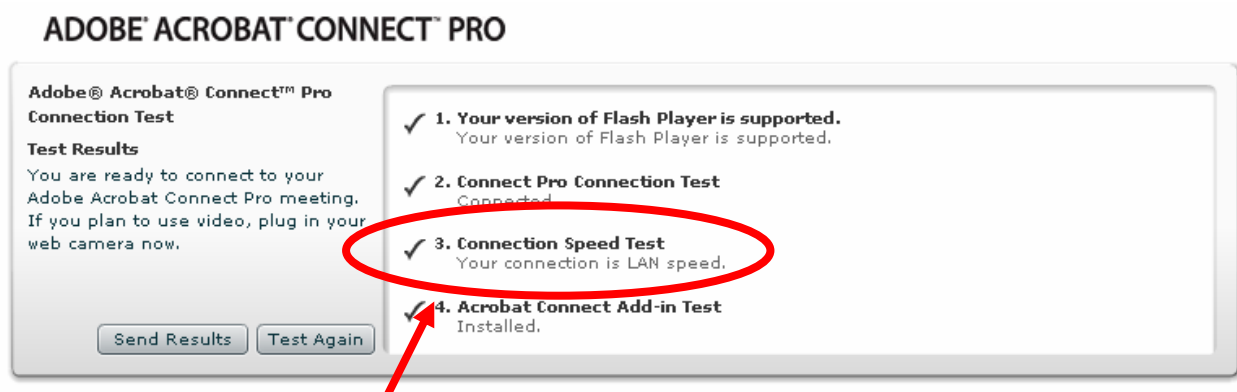 ADOBE® ACROBAT® CONNECT™ PRO
Adobe® Acrobat® Connect™ Pro
Connection Test
Test Results
You are ready to connect to your
Adobe Acrobat Connect Pro meeting.
If you plan to use video, plug in your
web camera now.
Send Results
Test Again
1. Your version of Flash Player is supported.
Your version of Flash Player is supported.
2. Connect Pro Connection Test
Connected.
3. Connection Speed Test
Your connection is LAN speed.
4. Acrobat Connect Add-in Test
Installed.